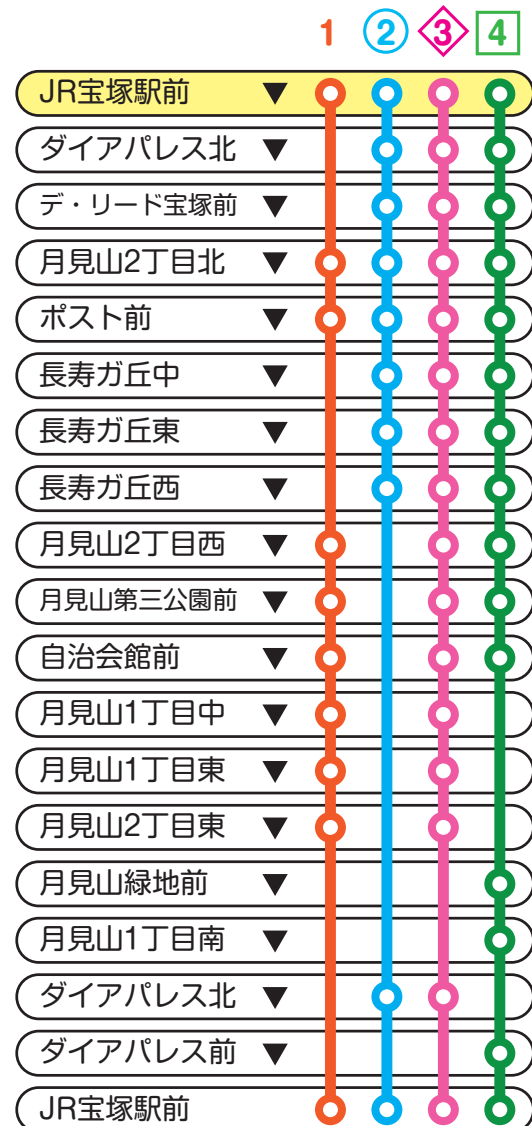 1 2 3 4
JR宝塚駅前 ▼
ダイアパレス北 ▼
デ・リード宝塚前 ▼
月見山2丁目北 ▼
ポスト前 ▼
長寿ガ丘中 ▼
長寿ガ丘東 ▼
長寿ガ丘西 ▼
月見山2丁目西 ▼
月見山第三公園前 ▼
自治会館前 ▼
月見山1丁目中 ▼
月見山1丁目東 ▼
月見山2丁目東 ▼
月見山緑地前 ▼
月見山1丁目南 ▼
ダイアパレス北 ▼
ダイアパレス前 ▼
JR宝塚駅前